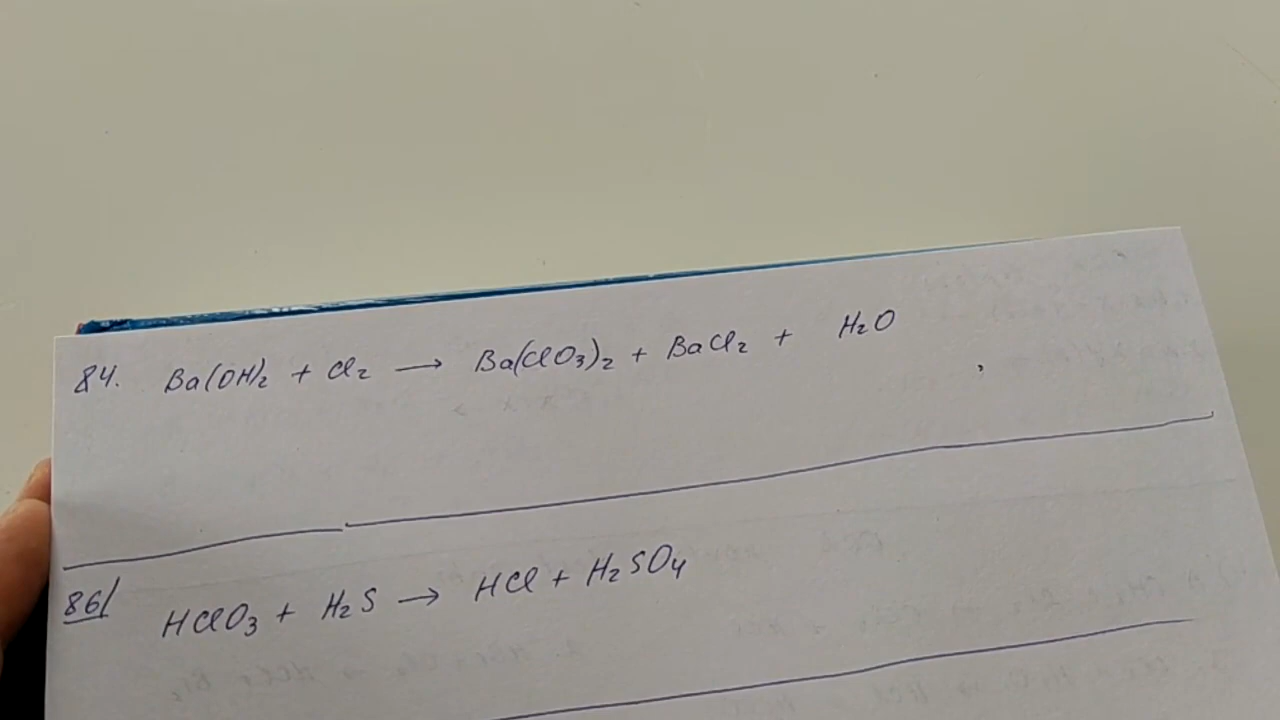 84. Ba(OH)2 + Cl2 → Ba(ClO3)2 + BaCl2 + H2O
86/ HClO3 + H2S → HCl + H2SO4